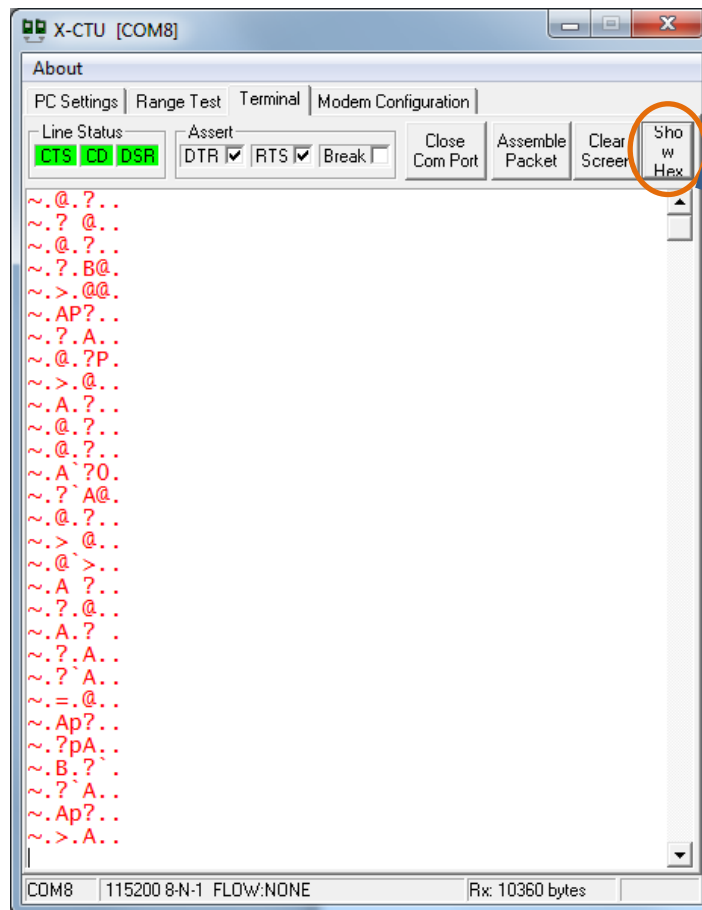 X-CTU [COM8]
About
PC Settings Range Test Terminal Modem Configuration
Line Status Assert
CTS CD DSR DTR RTS Break
Close Com Port
Assemble Packet
Clear Screen
Sho
w
Hex
~.@.?..
~.? @..
~.@.?..
~.?.B@.
~.>.@@.
~.AP?..
~.?.A..
~.@.?P.
~.>.@..
~.A.?..
~.@.?..
~.@.?..
~.A`?O.
~.?`A@.
~.@.?..
~.> @..
~.@`>..
~.A ?..
~.?.@..
~.A.? .
~.?.A..
~.?`A..
~.=.@..
~.Ap?..
~.?pA..
~.B.?`.
~.?`A..
~.Ap?..
~.>.A..
COM8 115200 8-N-1 FLOW:NONE Rx: 10360 bytes